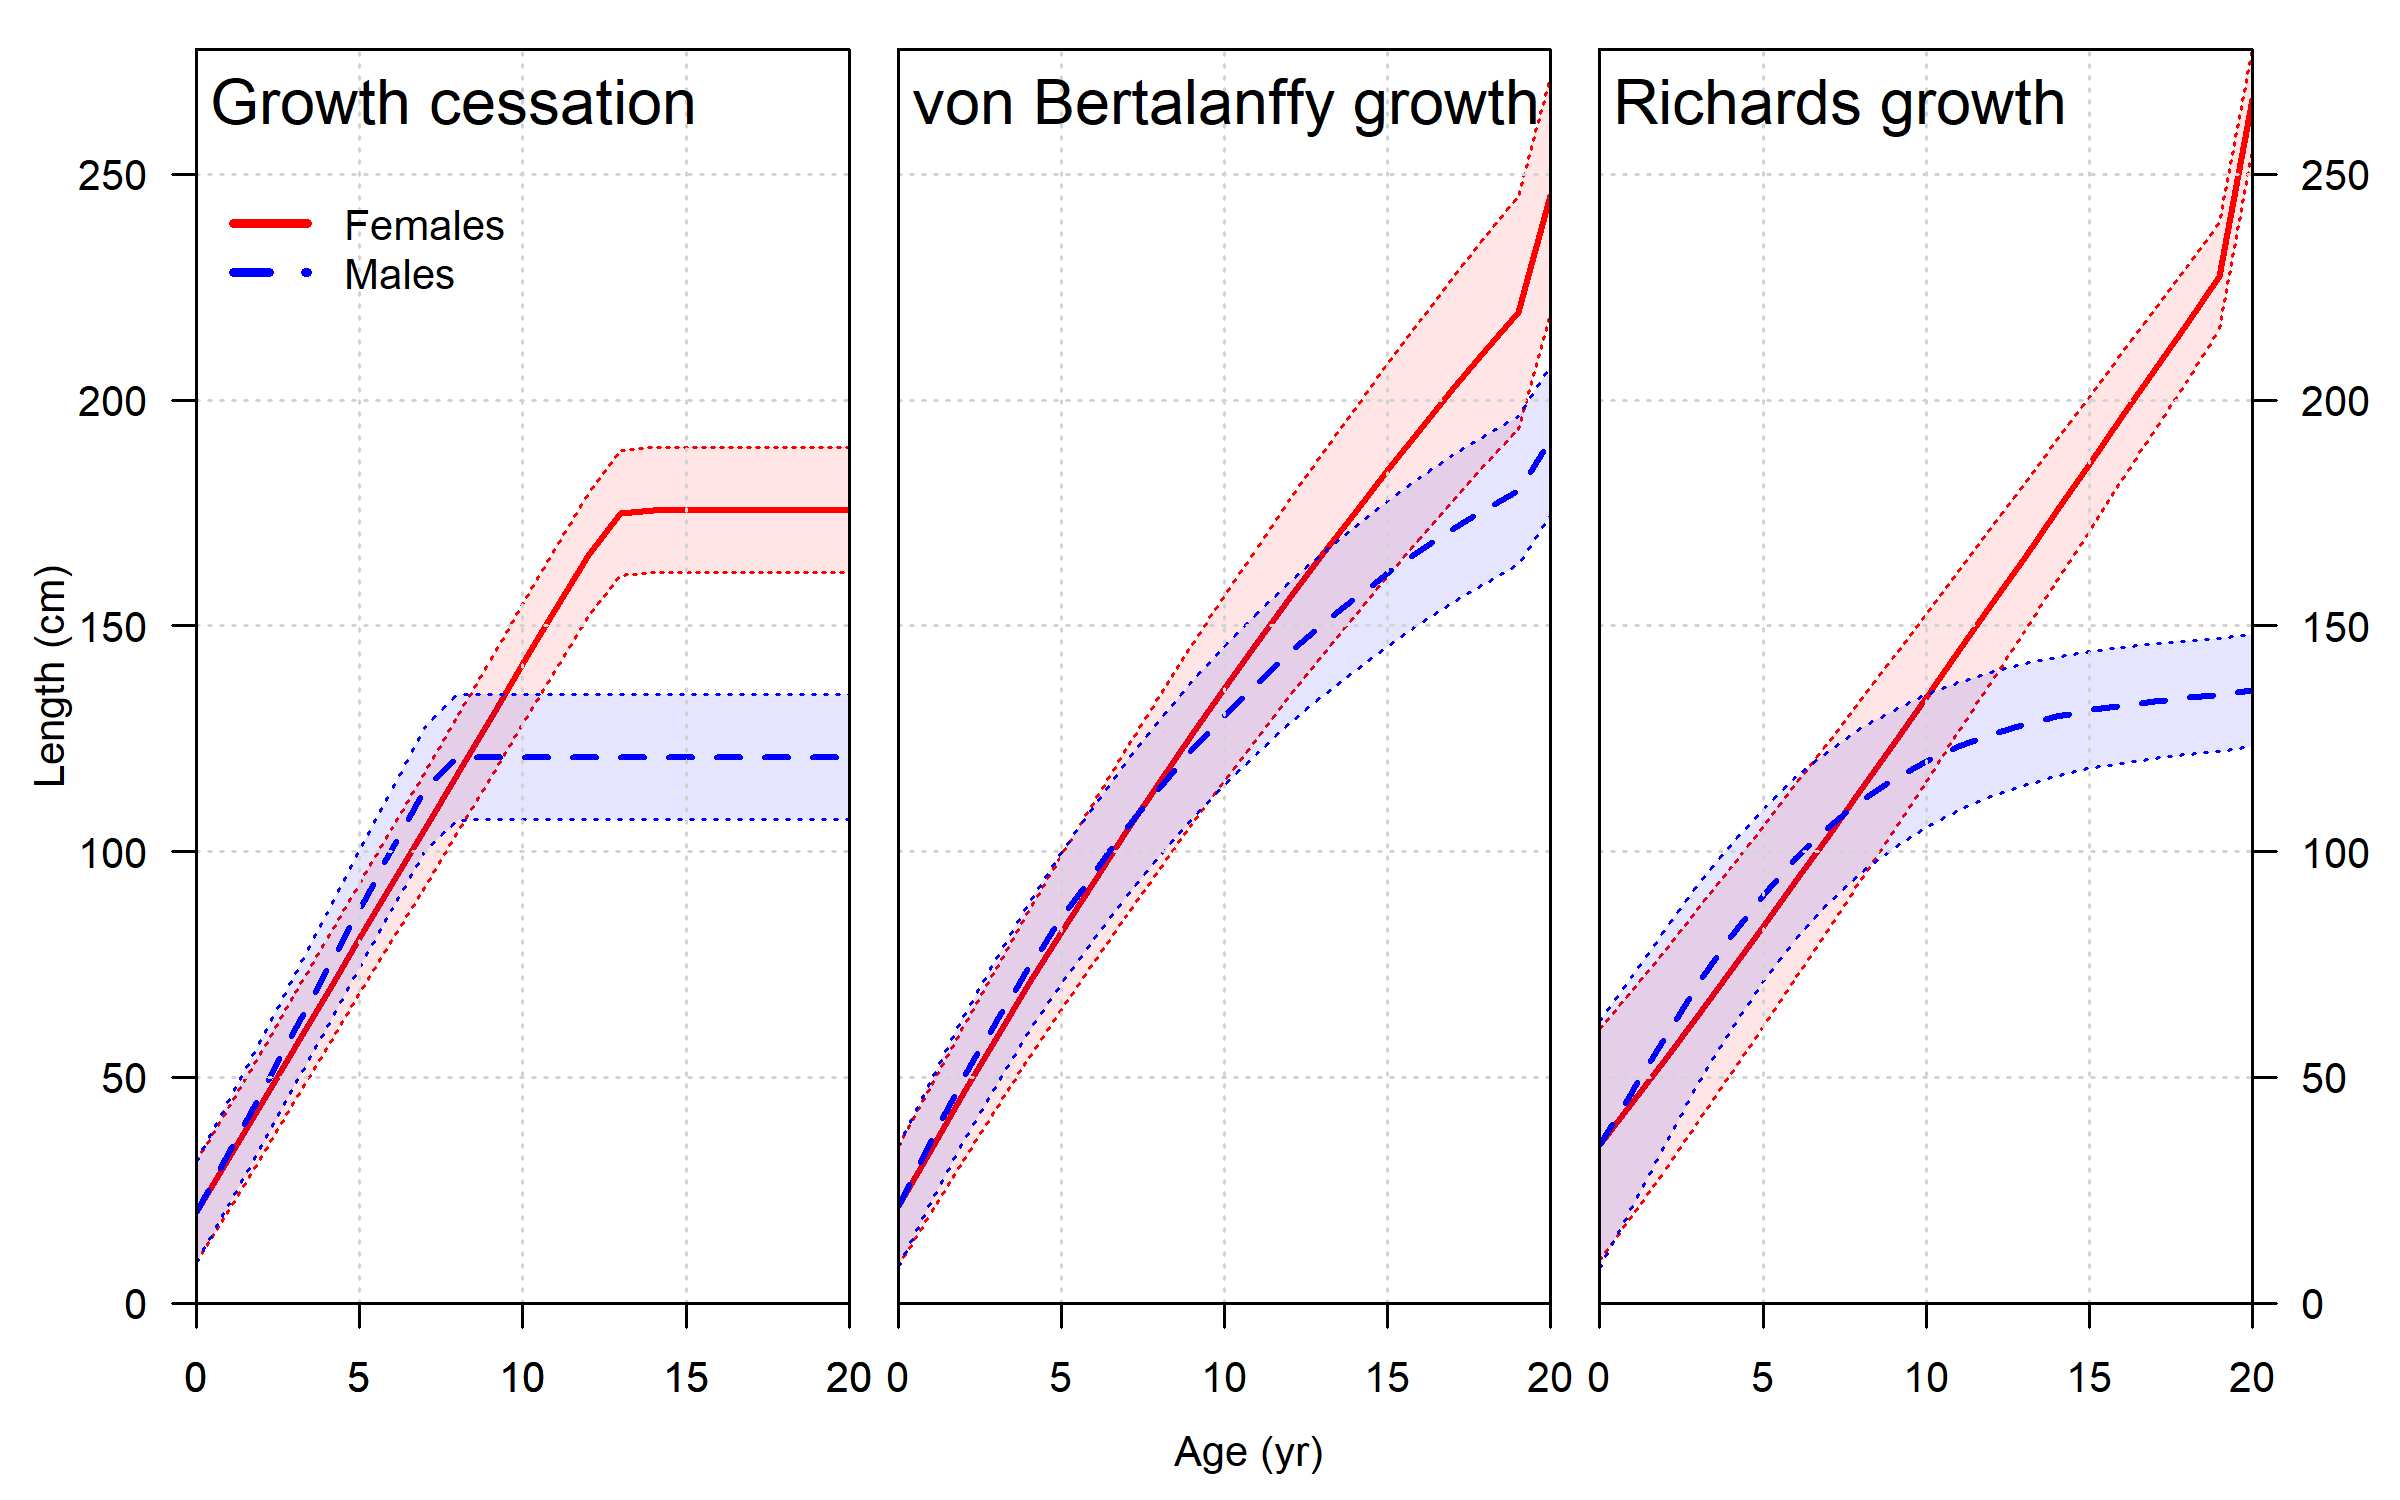 Growth cessation
von Bertalanffy growth
Richards growth
Females
Males
Length (cm)
250
200
150
100
50
0
250
200
150
100
50
0
0 5 10 15 20
0 5 10 15 20
0 5 10 15 20
Age (yr)